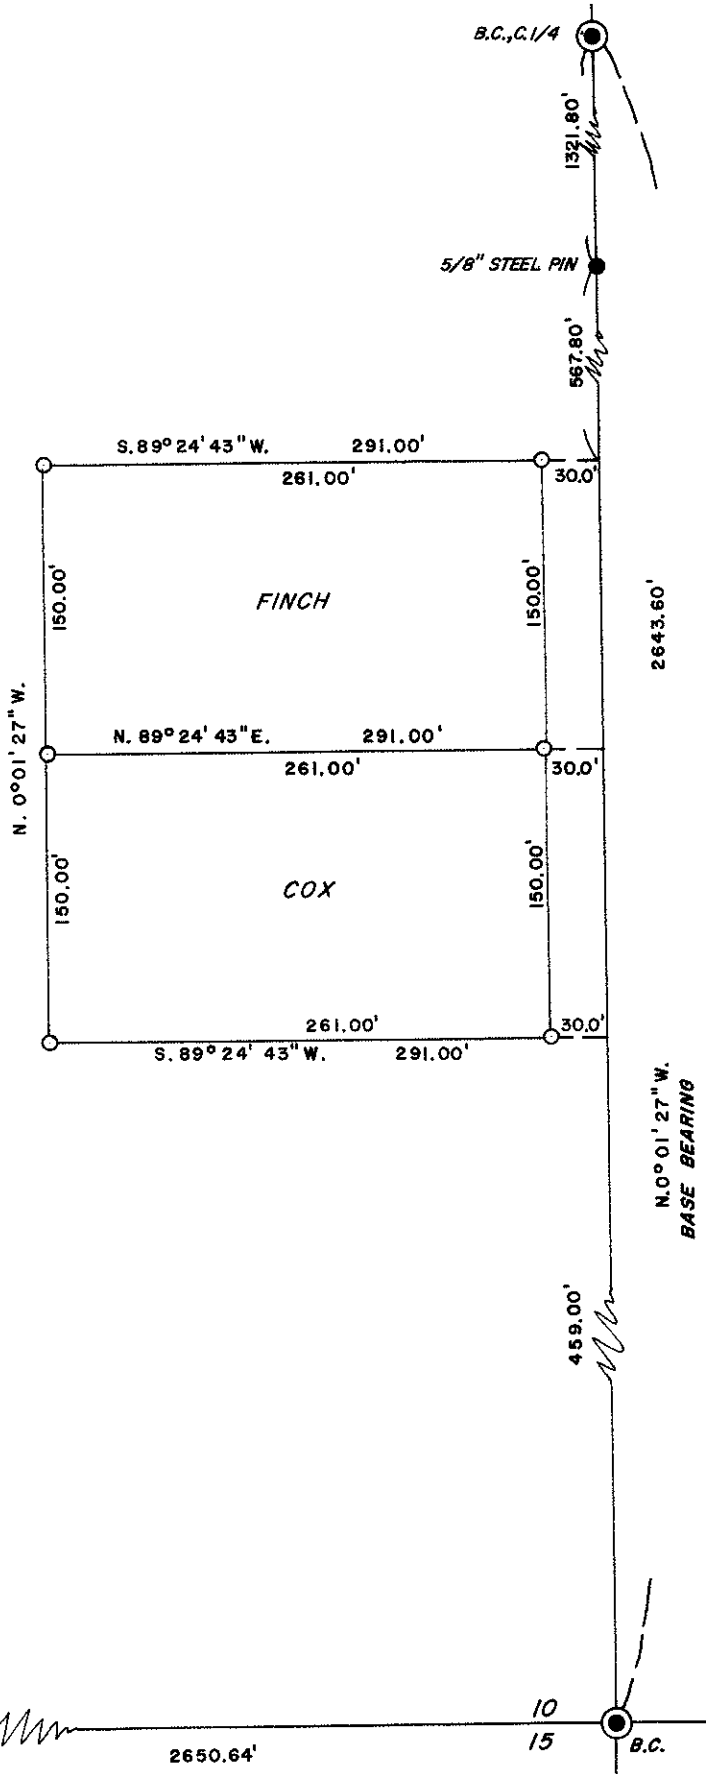 B.C.,C.1/4
1321.80'
5/8" STEEL PIN
567.80'
S.89°24'43"W. 291.00'
261.00' 30.0'
150.00'
FINCH
150.00'
2643.60'
N. 0°01'27"W.
N. 89°24'43"E. 291.00'
261.00' 30.0'
150.00'
COX
150.00'
261.00' 30.0'
S.89°24'43"W. 291.00'
N.0°01'27"W.
BASE BEARING
459.00'
10
15
B.C.
2650.64'